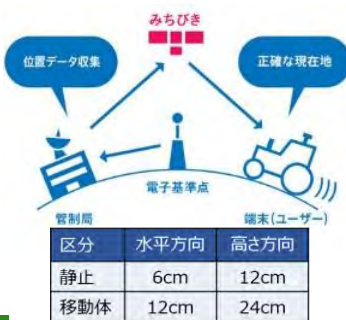 みちびき
位置データ収集
正確な現在地
電子基準点
管制局
端末(ユーザー)
区分 水平方向 高さ方向
静止 6cm 12cm
移動体 12cm 24cm